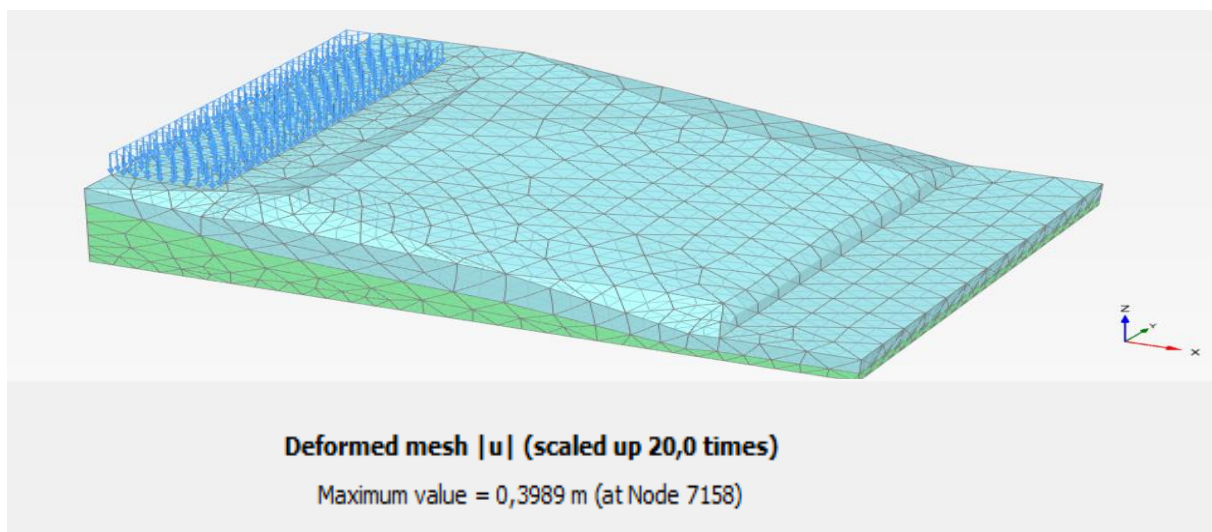 Z
Y
X
Deformed mesh |u| (scaled up 20,0 times)
Maximum value = 0,3989 m (at Node 7158)